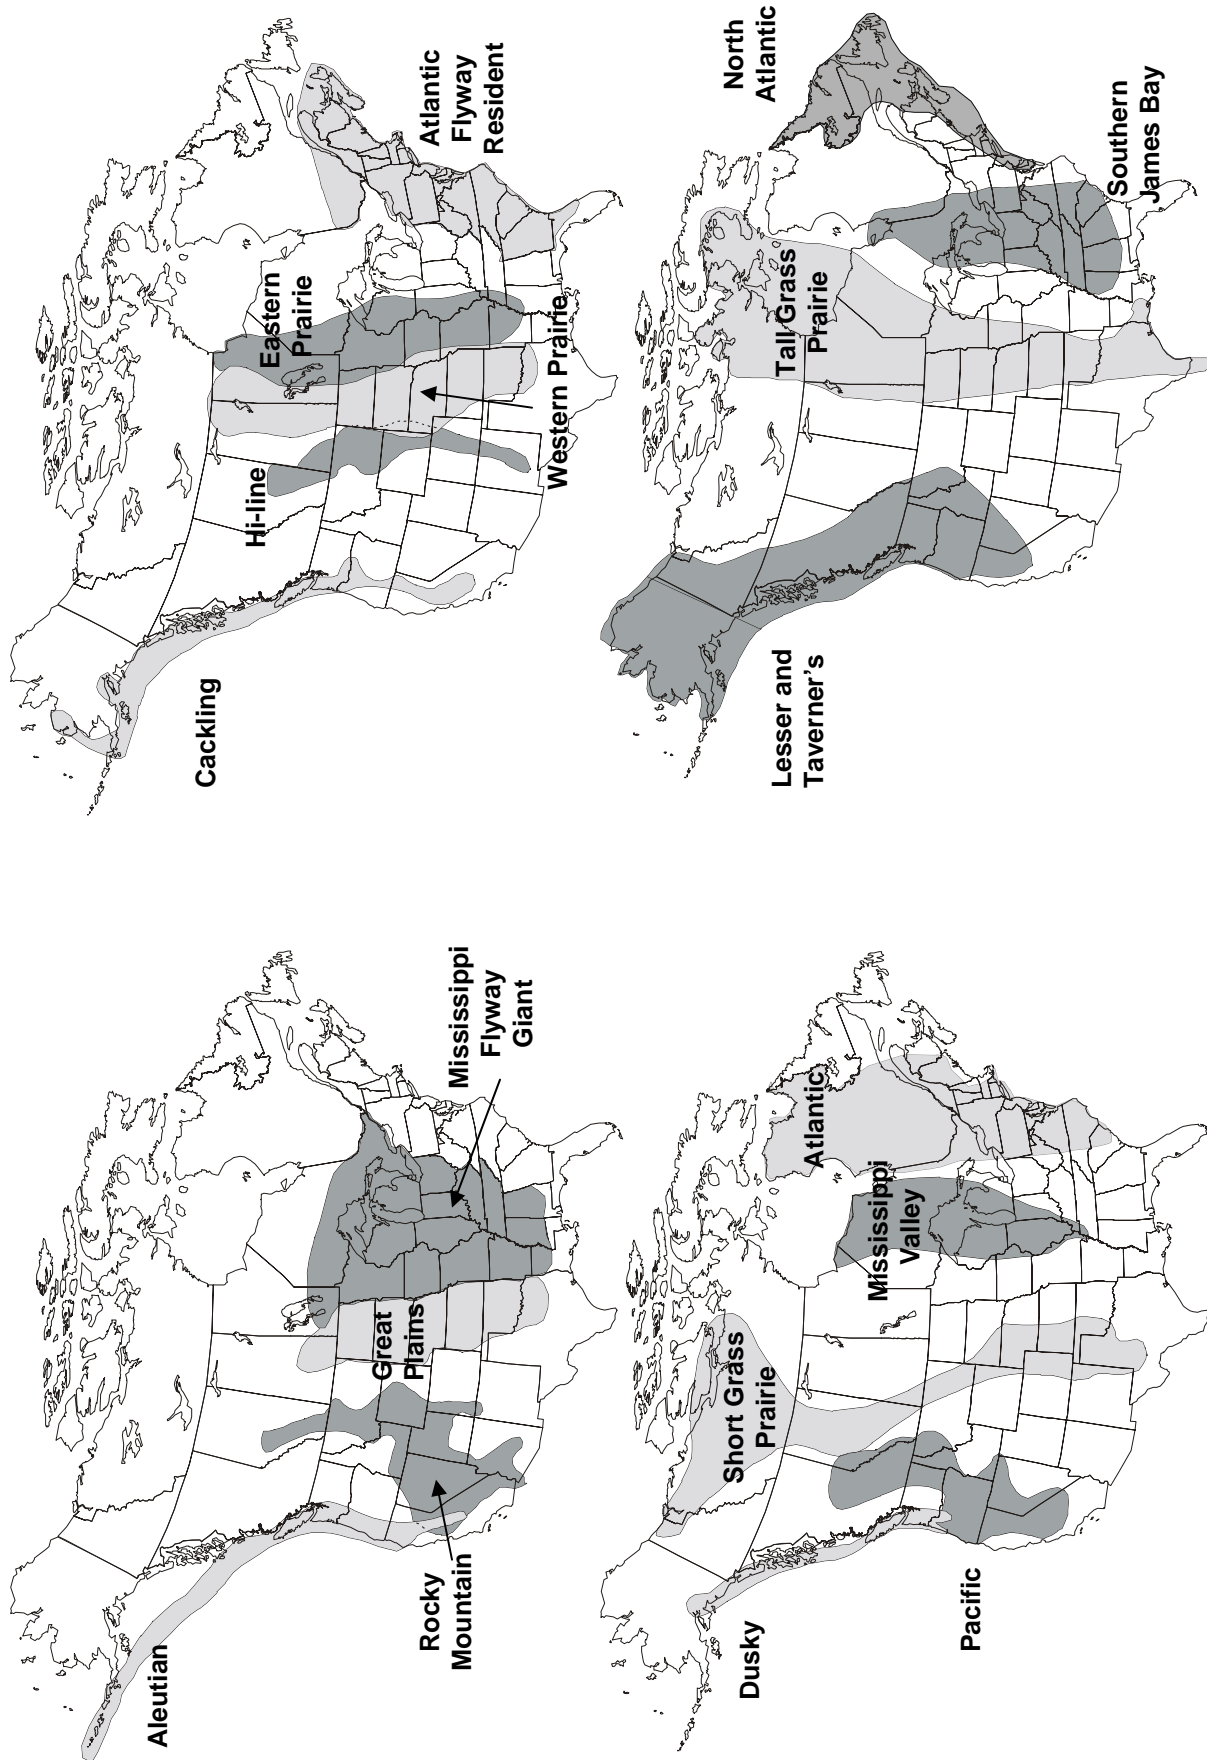 Aleutian
Rocky
Mountain
Great
Plains
Mississippi
Flyway
Giant
Cackling
Hi-line
Eastern
Prairie
Western Prairie
Atlantic
Flyway
Resident
Dusky
Pacific
Short Grass
Prairie
Mississippi
Valley
Atlantic
Lesser and
Taverner’s
Tall Grass
Prairie
North
Atlantic
Southern
James Bay